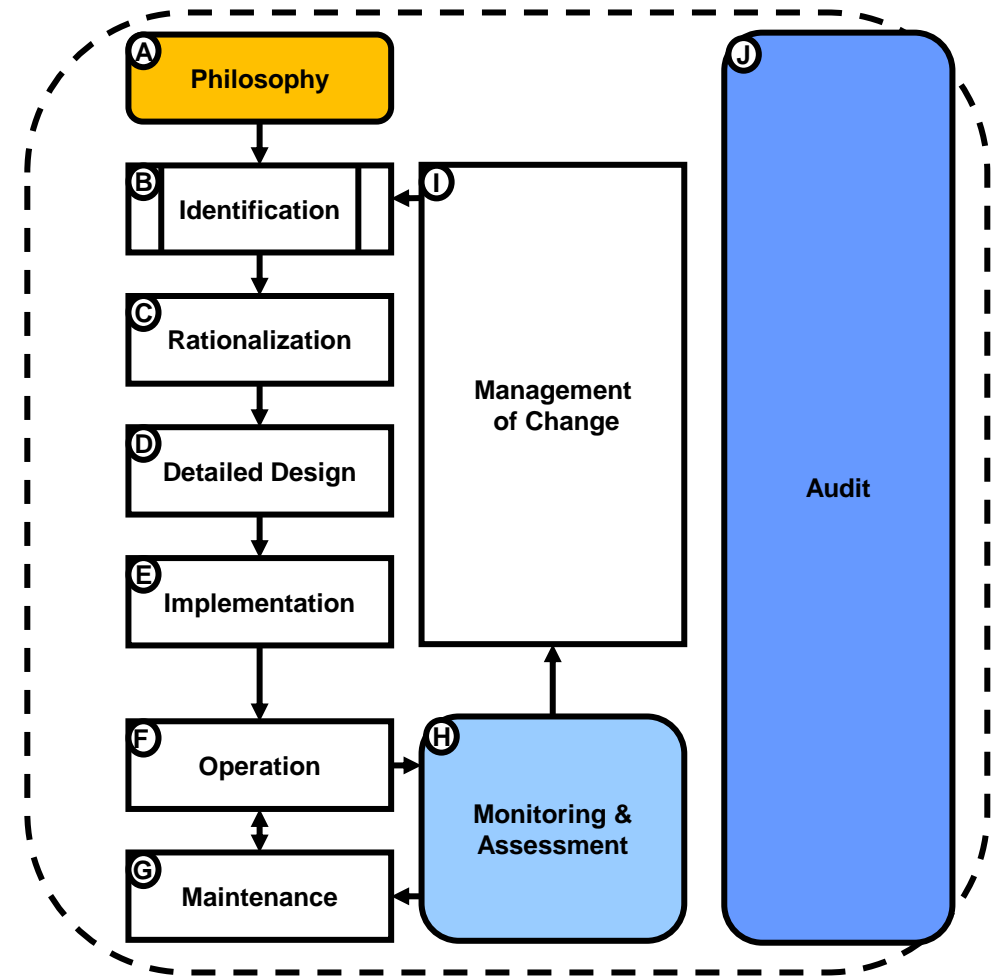 A
Philosophy
B
Identification
C
Rationalization
D
Detailed Design
E
Implementation
F
Operation
G
Maintenance
H
Monitoring &
Assessment
I
Management
of Change
J
Audit